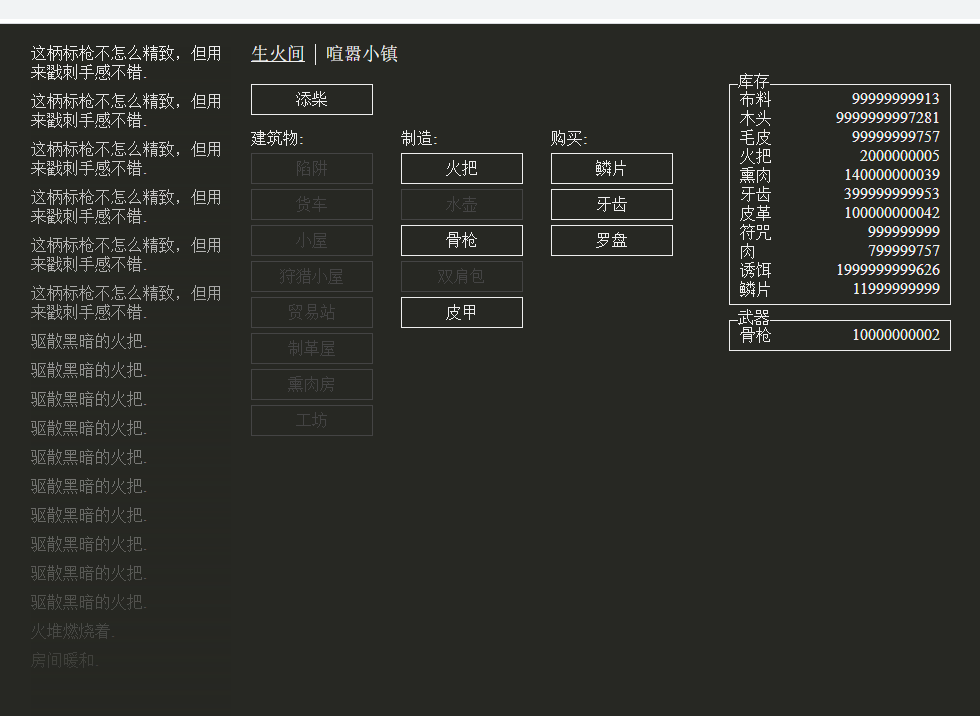 这柄标枪不怎么精致，但用
来戳刺手感不错.
这柄标枪不怎么精致，但用
来戳刺手感不错.
这柄标枪不怎么精致，但用
来戳刺手感不错.
这柄标枪不怎么精致，但用
来戳刺手感不错.
这柄标枪不怎么精致，但用
来戳刺手感不错.
这柄标枪不怎么精致，但用
来戳刺手感不错.
驱散黑暗的火把.
驱散黑暗的火把.
驱散黑暗的火把.
驱散黑暗的火把.
驱散黑暗的火把.
驱散黑暗的火把.
驱散黑暗的火把.
驱散黑暗的火把.
驱散黑暗的火把.
驱散黑暗的火把.
火堆燃烧着.
房间暖和.
生火间 | 喧嚣小镇
添柴
建筑物:
陷阱
货车
小屋
狩猎小屋
贸易站
制革屋
熏肉房
工坊
制造:
火把
水壶
骨枪
双肩包
皮甲
购买:
鳞片
牙齿
罗盘
库存
布料 99999999913
木头 9999999997281
毛皮 99999999757
火把 2000000005
熏肉 140000000039
牙齿 399999999953
皮革 100000000042
符咒 999999999
肉 799999757
诱饵 1999999999626
鳞片 11999999999
武器
骨枪 10000000002